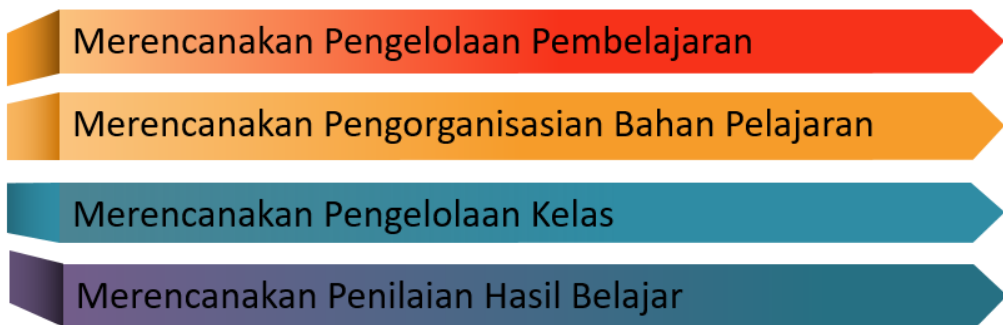 Merencanakan Pengelolaan Pembelajaran
Merencanakan Pengorganisasian Bahan Pelajaran
Merencanakan Pengelolaan Kelas
Merencanakan Penilaian Hasil Belajar